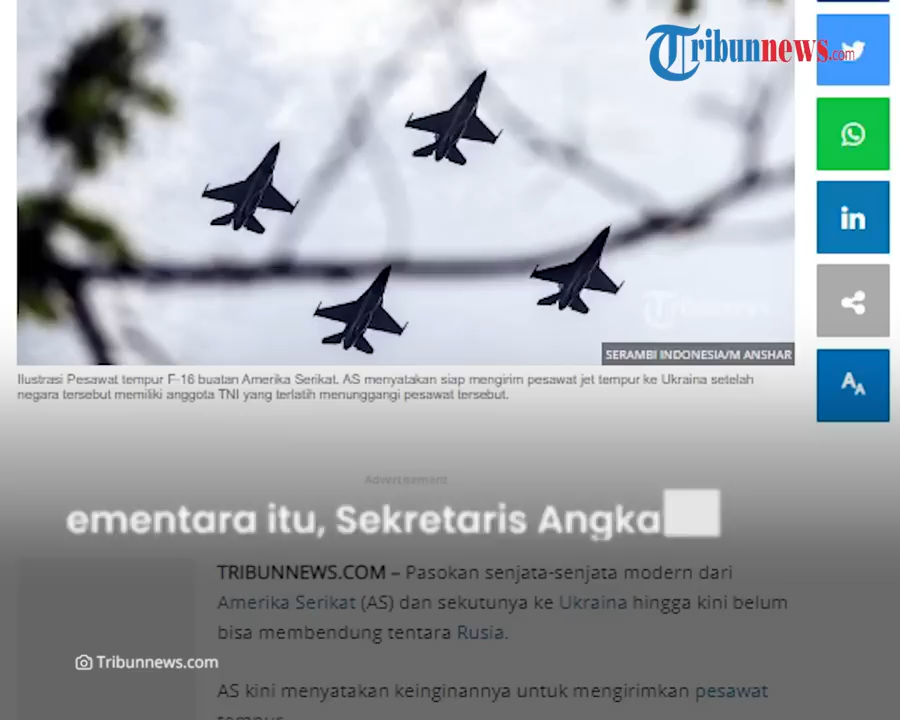 Tribunnews.com
SERAMBI INDONESIA/M ANSHAR
Ilustrasi Pesawat tempur F-16 buatan Amerika Serikat. AS menyatakan siap mengirim pesawat jet tempur ke Ukraina setelah
negara tersebut memiliki anggota TNI yang terlatih menunggangi pesawat tersebut.
Advertisement
ementara itu, Sekretaris Angka
TRIBUNNEWS.COM – Pasokan senjata-senjata modern dari
Amerika Serikat (AS) dan sekutunya ke Ukraina hingga kini belum
bisa membendung tentara Rusia.
Tribunnews.com
AS kini menyatakan keinginannya untuk mengirimkan pesawat
tempur
in
AA